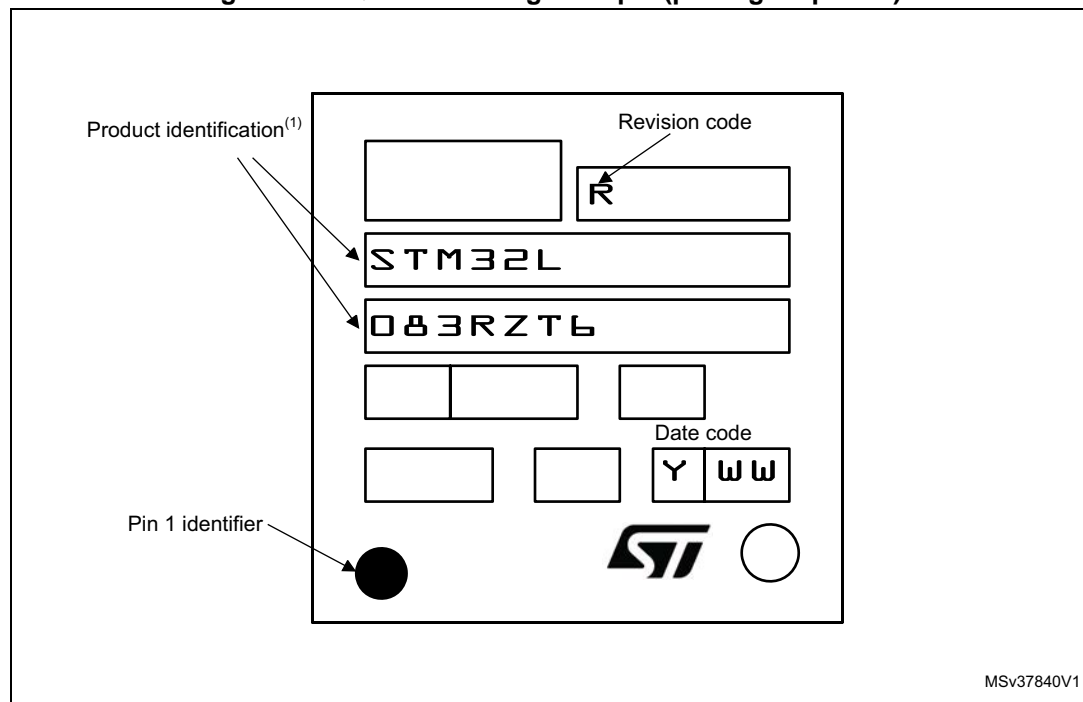 Product identification(1)
Revision code
R
STM32L
083RZT6
Date code
Y WW
Pin 1 identifier
ST
MSv37840V1